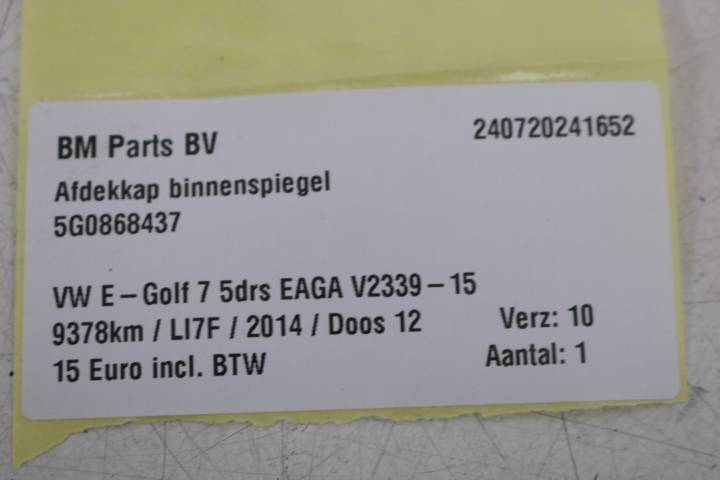 BM Parts BV 240720241652
Afdekkap binnenspiegel
5G0868437
VW E-Golf 7 5drs EAGA V2339-15
9378km / LI7F / 2014 / Doos 12 Verz: 10
15 Euro incl. BTW Aantal: 1